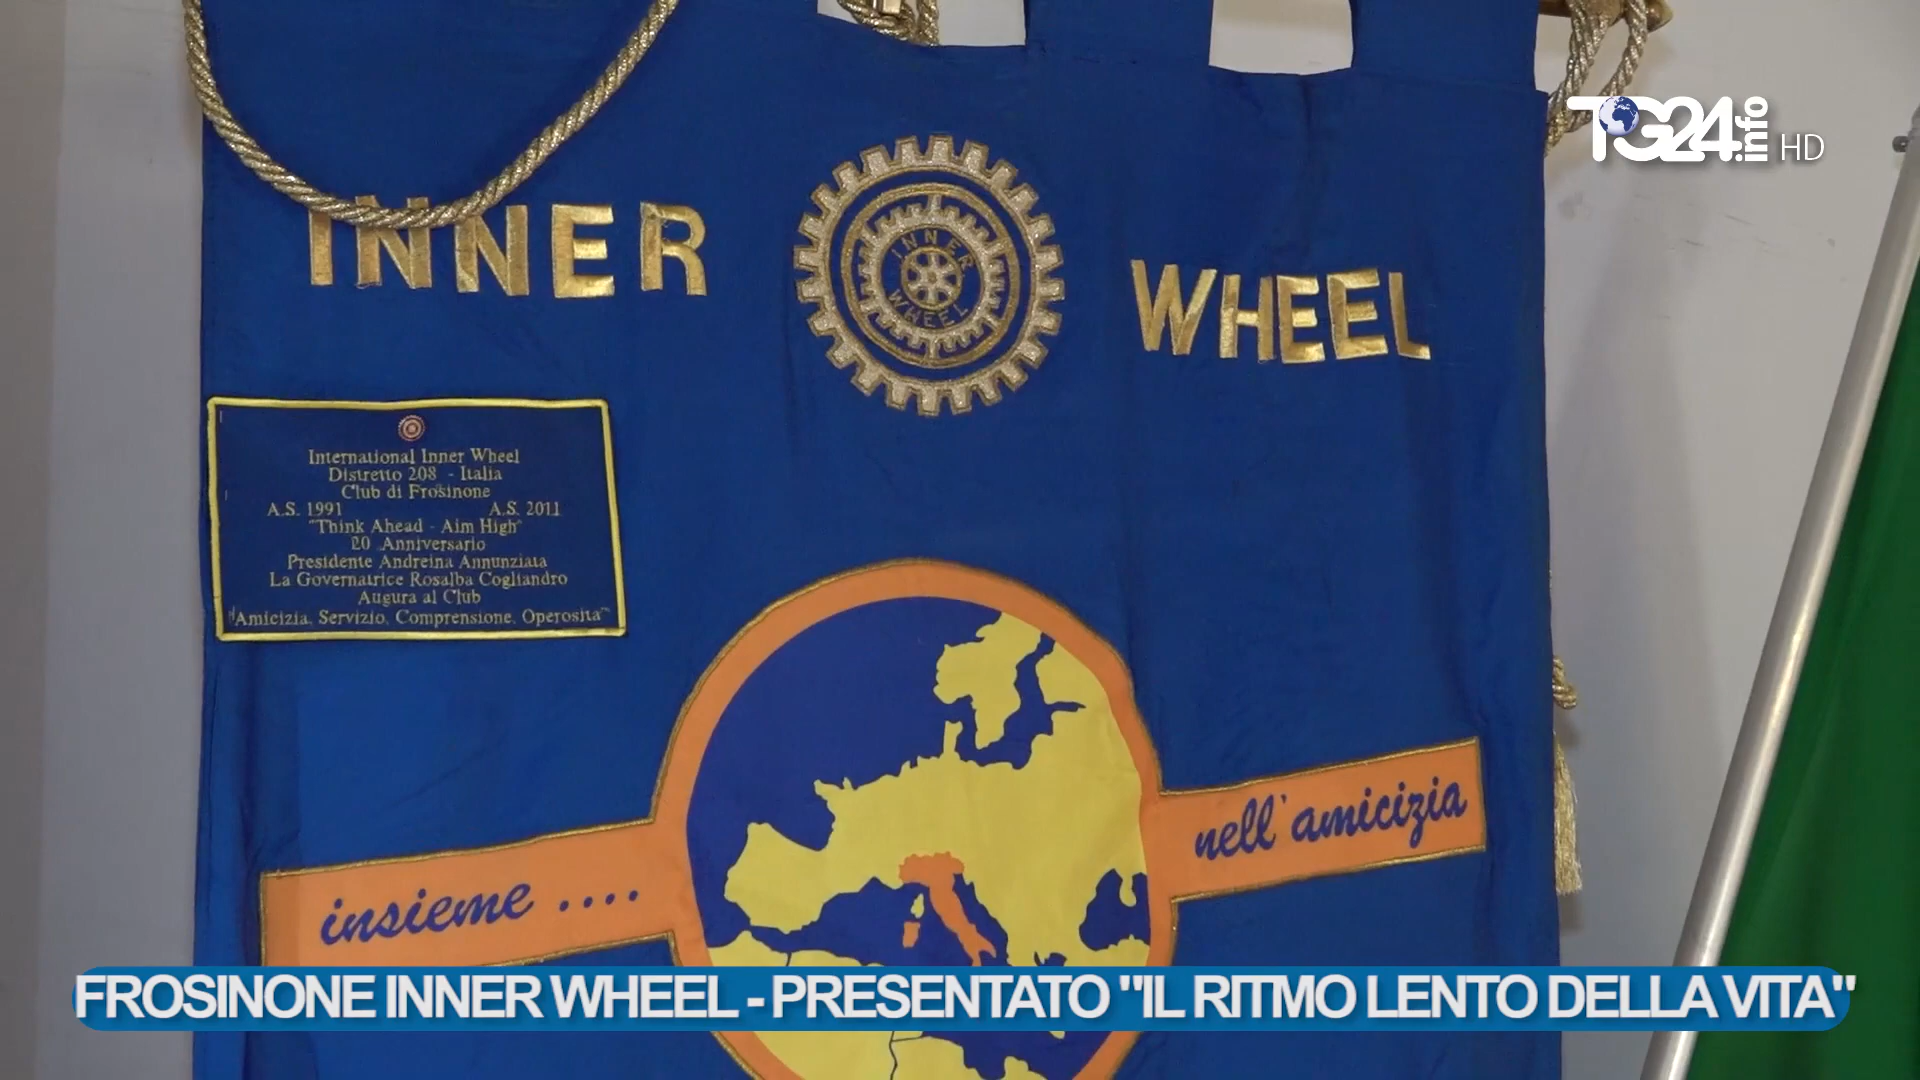 TG24.info HD
INNER WHEEL
INNER
WHEEL
International Inner Wheel
Distretto 208 - Italia
Club di Frosinone
A.S. 1991 A.S. 2011
"Think Ahead - Aim High"
20 Anniversario
Presidente Andreina Annunziata
La Governatrice Rosalba Cogliandro
Augura al Club
"Amicizia, Servizio, Comprensione, Operosita"
insieme .... nell'amicizia
FROSINONE INNER WHEEL - PRESENTATO "IL RITMO LENTO DELLA VITA"